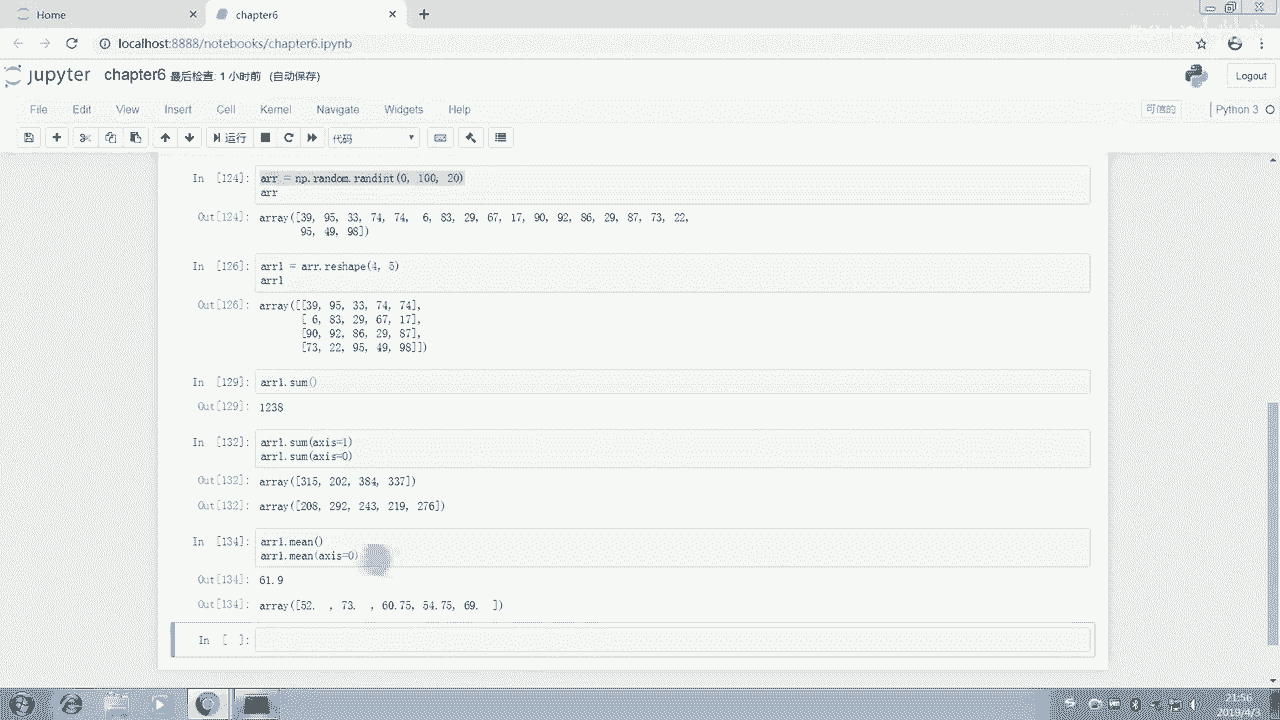 Home
chapter6
localhost:8888/notebooks/chapter6.ipynb
jupyter chapter6 最后检查: 1 小时前 (自动保存)
Logout
File Edit View Insert Cell Kernel Navigate Widgets Help
可信的
Python 3
运行
代码
In [124]: arr = np.random.randint(0, 100, 20)
arr
Out[124]: array([39, 95, 33, 74, 74, 6, 83, 29, 67, 17, 90, 92, 86, 29, 87, 73, 22,
95, 49, 98])
In [126]: arr1 = arr.reshape(4, 5)
arr1
Out[126]: array([[39, 95, 33, 74, 74],
[ 6, 83, 29, 67, 17],
[90, 92, 86, 29, 87],
[73, 22, 95, 49, 98]])
In [129]: arr1.sum()
Out[129]: 1238
In [132]: arr1.sum(axis=1)
arr1.sum(axis=0)
Out[132]: array([315, 202, 384, 337])
Out[132]: array([208, 292, 243, 219, 276])
In [134]: arr1.mean()
arr1.mean(axis=0)
Out[134]: 61.9
Out[134]: array([52. , 73. , 60.75, 54.75, 69. ])
In [ ]:
21:56
2019/4/3